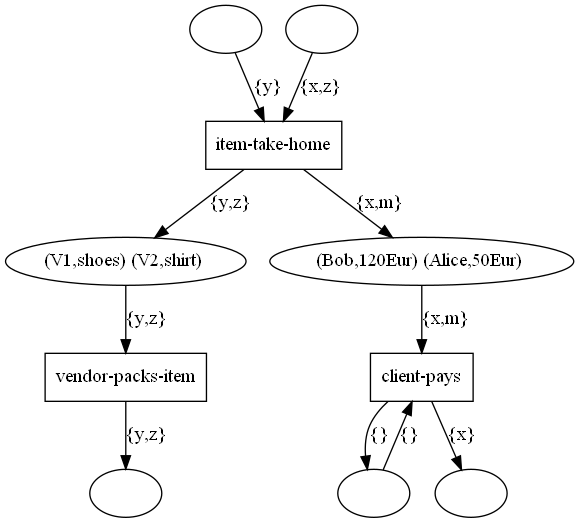 {y}
{x,z}
item-take-home
{y,z}
{x,m}
(V1,shoes) (V2,shirt)
(Bob,120Eur) (Alice,50Eur)
{y,z}
{x,m}
vendor-packs-item
client-pays
{y,z}
{}
{}
{x}